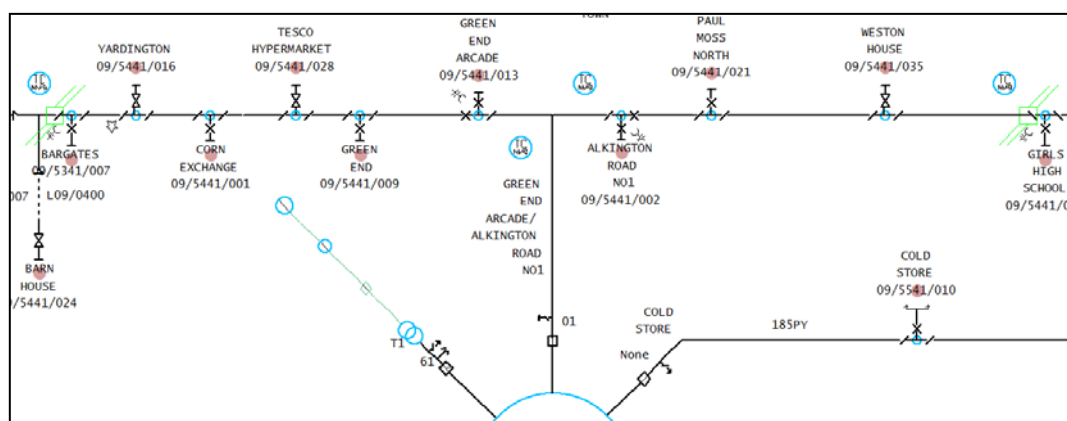 TOWN
YARDINGTON
09/5441/016
TESCO
HYPERMARKET
09/5441/028
GREEN
END
ARCADE
09/5441/013
PAUL
MOSS
NORTH
09/5441/021
WESTON
HOUSE
09/5441/035
TC
TC
TC
TC
BARGATES
09/5341/007
CORN
EXCHANGE
09/5441/001
GREEN
END
09/5441/009
ALKINGTON
ROAD
NO1
09/5441/002
GIRLS
HIGH
SCHOOL
09/5441/0
007
L09/0400
BARN
HOUSE
/5441/024
GREEN
END
ARCADE/
ALKINGTON
ROAD
NO1
COLD
STORE
09/5541/010
T1
61
01
COLD
STORE
None
185PY